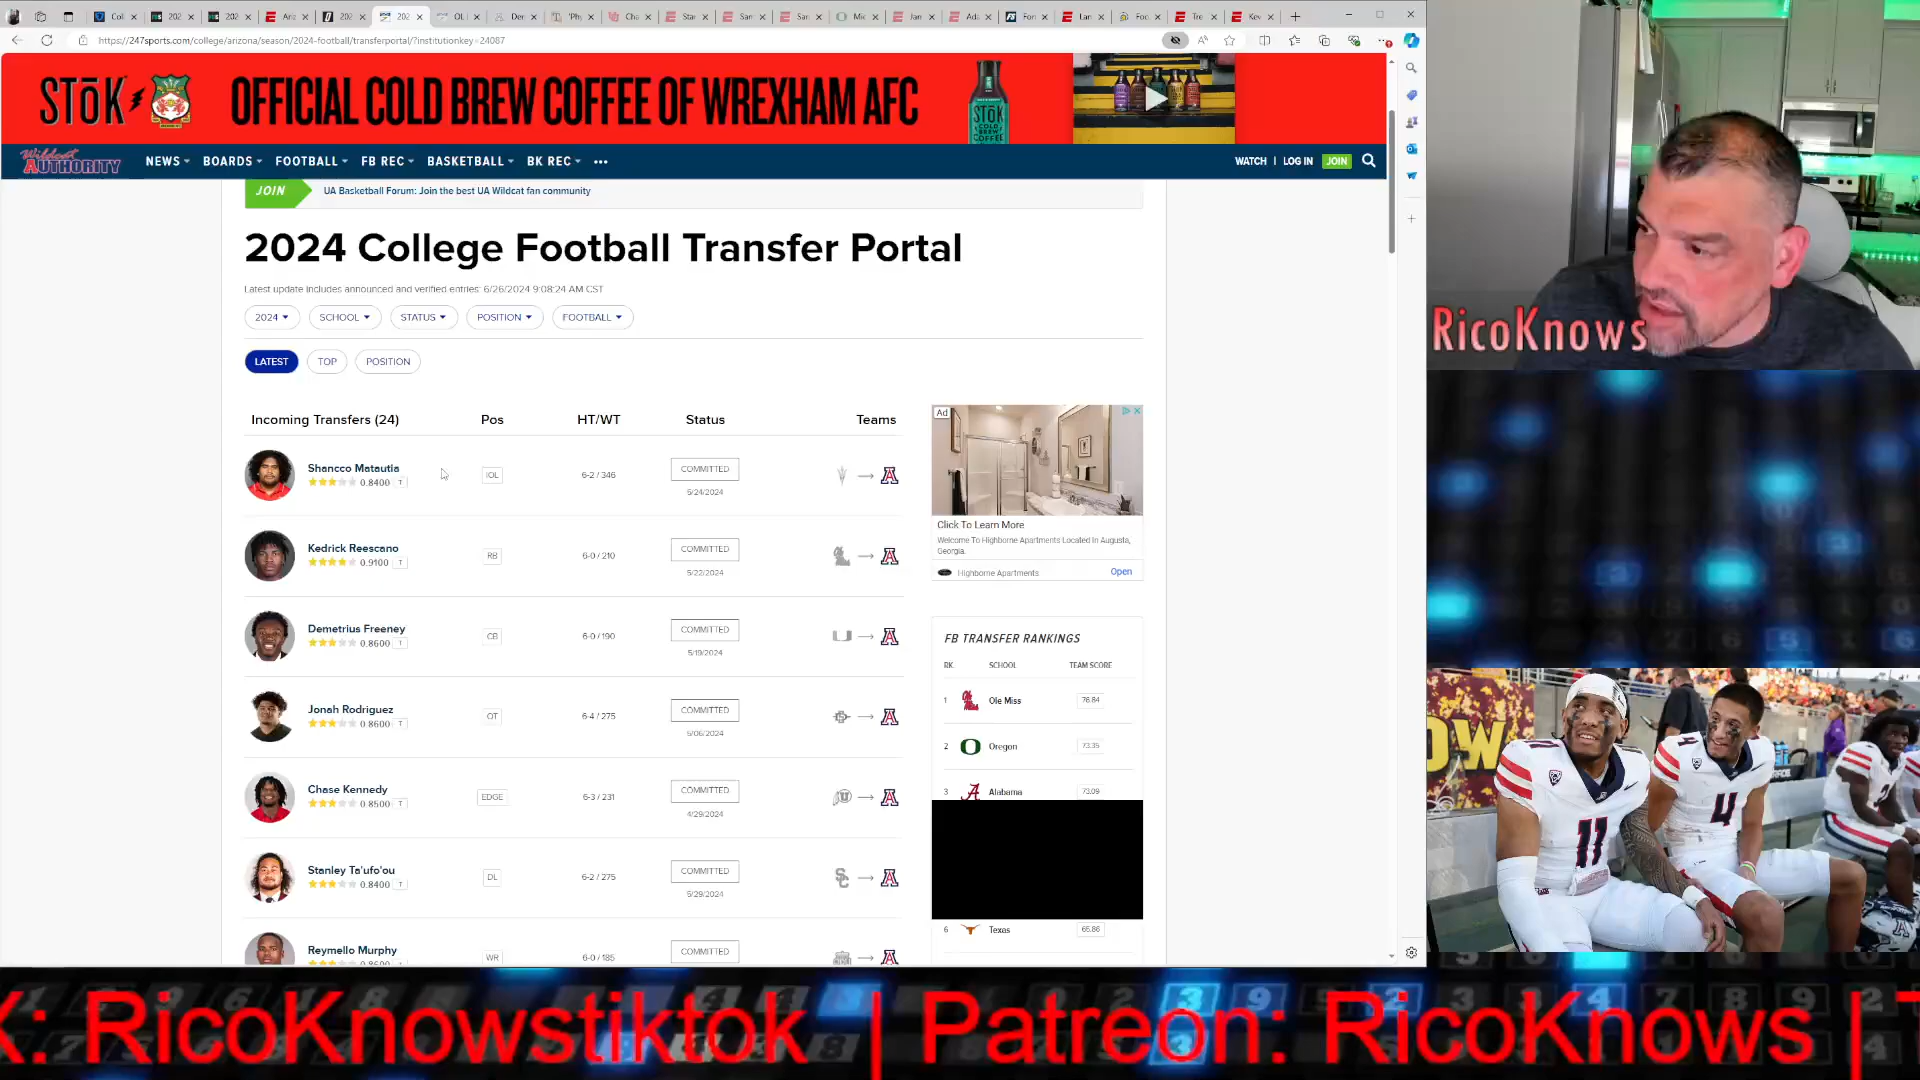 https://247sports.com/college/arizona/season/2024-football/transferportal/?institutionkey=24087
STōK OFFICIAL COLD BREW COFFEE OF WREXHAM AFC
Wildcat AUTHORITY
NEWS BOARDS FOOTBALL FB REC BASKETBALL BK REC ••• WATCH | LOG IN JOIN
JOIN UA Basketball Forum: Join the best UA Wildcat fan community
2024 College Football Transfer Portal
Latest update includes announced and verified entries: 6/26/2024 9:08:24 AM CST
2024 SCHOOL STATUS POSITION FOOTBALL
LATEST TOP POSITION
Incoming Transfers (24) Pos HT/WT Status Teams
Shancco Matautia IOL 6-2 / 346 COMMITTED
0.8400 T 5/24/2024
Kedrick Reescano RB 6-0 / 210 COMMITTED
0.9100 T 5/22/2024
Demetrius Freeney CB 6-0 / 190 COMMITTED
0.8600 T 5/19/2024
Jonah Rodriguez OT 6-4 / 275 COMMITTED
0.8600 T 5/06/2024
Chase Kennedy EDGE 6-3 / 231 COMMITTED
0.8500 T 4/29/2024
Stanley Ta'ufo'ou DL 6-2 / 275 COMMITTED
0.8400 T 5/29/2024
Reymello Murphy WR 6-0 / 185 COMMITTED
Ad
Click To Learn More
Welcome To Highborne Apartments Located In Augusta,
Georgia.
Highborne Apartments Open
FB TRANSFER RANKINGS
RK. SCHOOL TEAM SCORE
1 Ole Miss 76.84
2 Oregon 73.35
3 Alabama 73.09
6 Texas 65.86
RicoKnows
11
4
K: RicoKnowstiktok | Patreon: RicoKnows | T